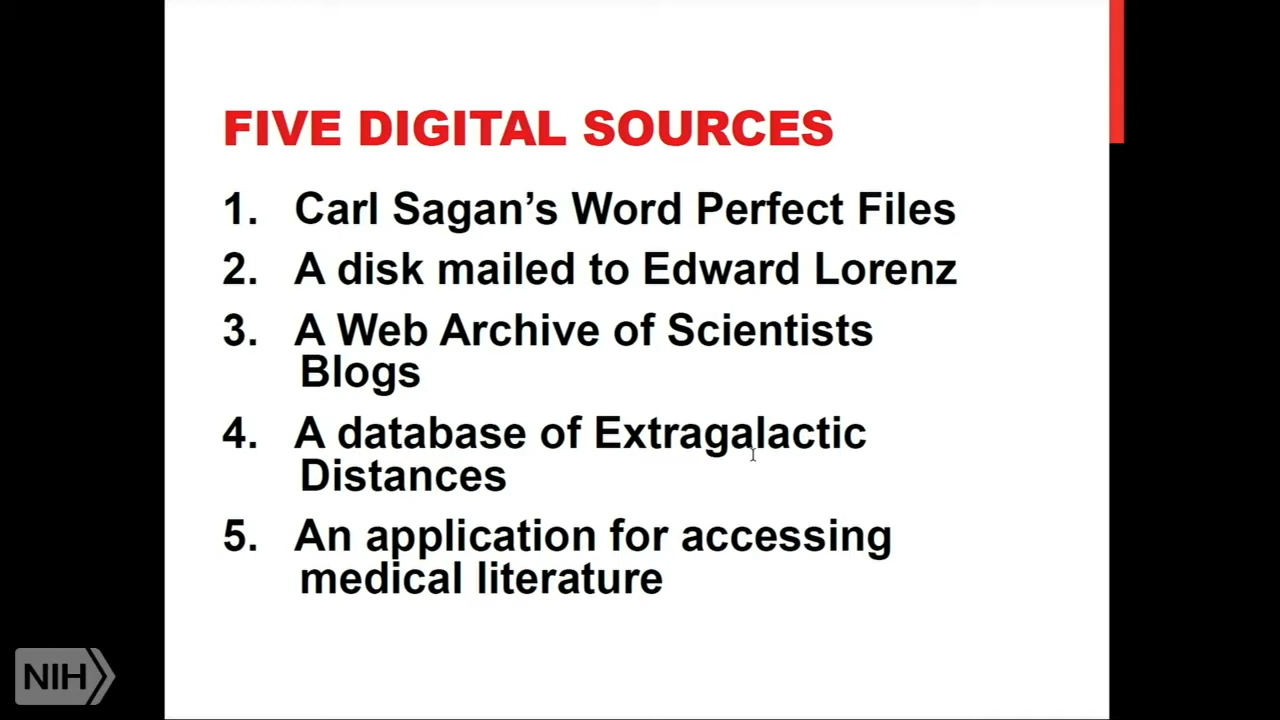 FIVE DIGITAL SOURCES
1. Carl Sagan’s Word Perfect Files
2. A disk mailed to Edward Lorenz
3. A Web Archive of Scientists
Blogs
4. A database of Extragalactic
Distances
5. An application for accessing
medical literature
NIH